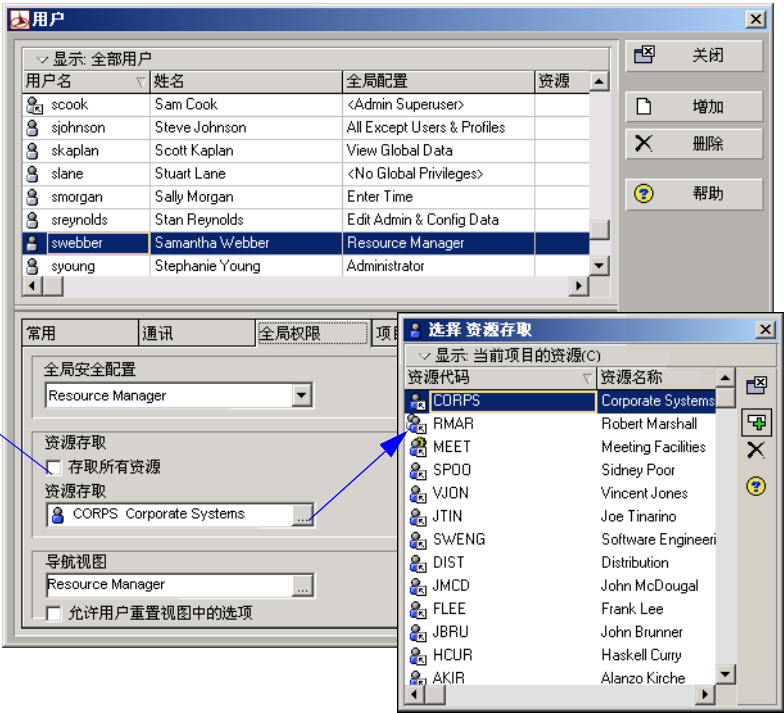 用户
显示: 全部用户
用户名 姓名 全局配置 资源
scook Sam Cook <Admin Superuser>
sjohnson Steve Johnson All Except Users & Profiles
skaplan Scott Kaplan View Global Data
slane Stuart Lane <No Global Privileges>
smorgan Sally Morgan Enter Time
sreynolds Stan Reynolds Edit Admin & Config Data
swebber Samantha Webber Resource Manager
syoung Stephanie Young Administrator
关闭
增加
删除
帮助
常用 通讯 全局权限
全局安全配置
Resource Manager
资源存取
存取所有资源
资源存取
CORPS Corporate Systems ...
导航视图
Resource Manager ...
允许用户重置视图中的选项
选择 资源存取
显示: 当前项目的资源(C)
资源代码 资源名称
CORPS Corporate Systems
RMAR Robert Marshall
MEET Meeting Facilities
SPOO Sidney Poor
VJON Vincent Jones
JTIN Joe Tinarino
SWENG Software Engineeri
DIST Distribution
JMCD John McDougal
FLEE Frank Lee
JBRU John Brunner
HCUR Haskell Curry
AKIR Alanzo Kirche